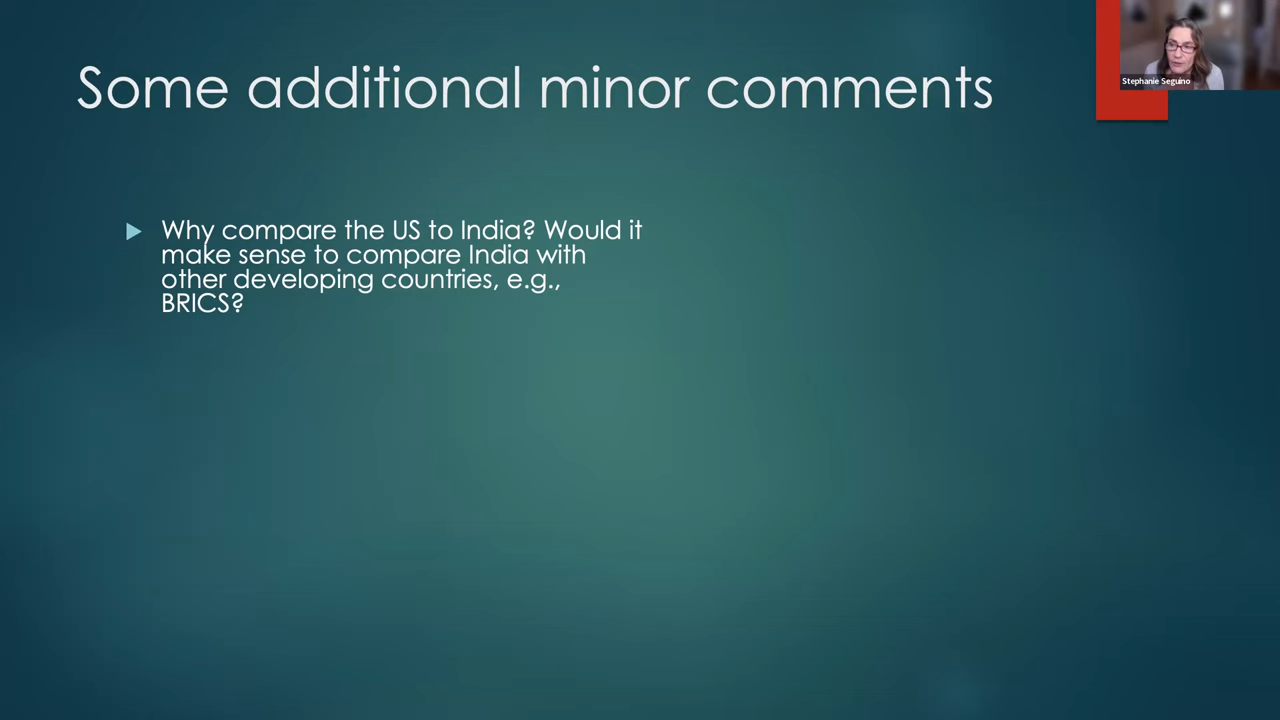 Some additional minor comments
Stephanie Seguino
Why compare the US to India? Would it
make sense to compare India with
other developing countries, e.g.,
BRICS?